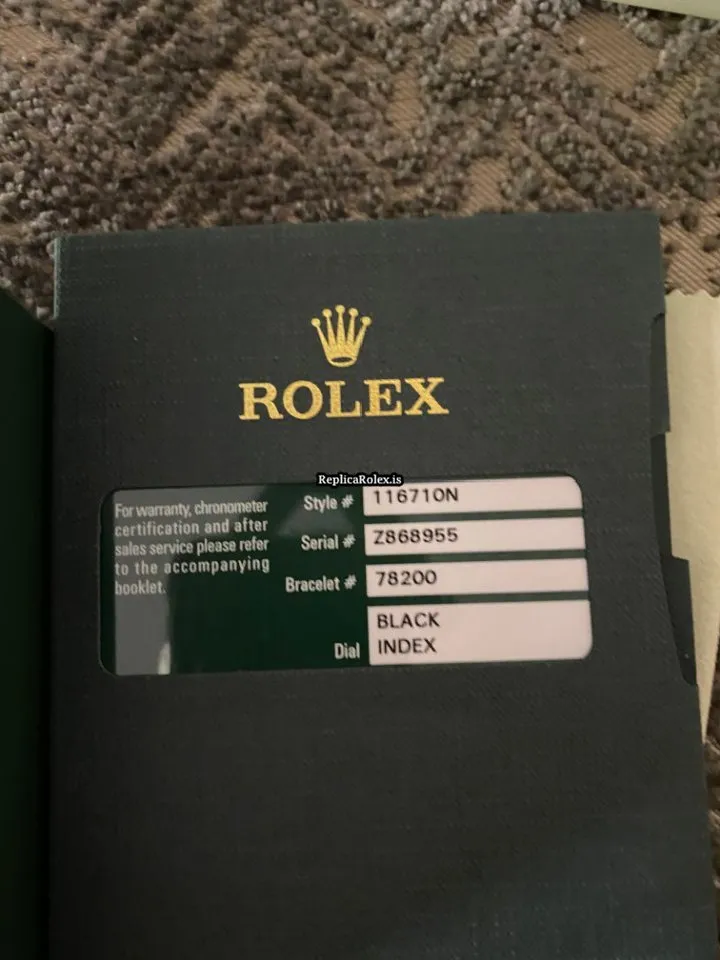 ROLEX
ReplicaRolex.is
For warranty, chronometer
certification and after
sales service please refer
to the accompanying
booklet.
Style # 116710N
Serial # Z868955
Bracelet # 78200
Dial BLACK
INDEX